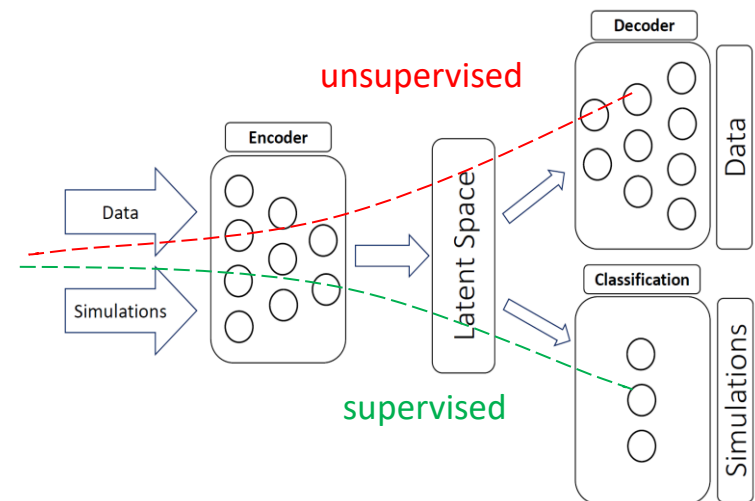 Decoder
unsupervised
Data
Encoder
Data
Latent Space
Classification
Simulations
Simulations
supervised